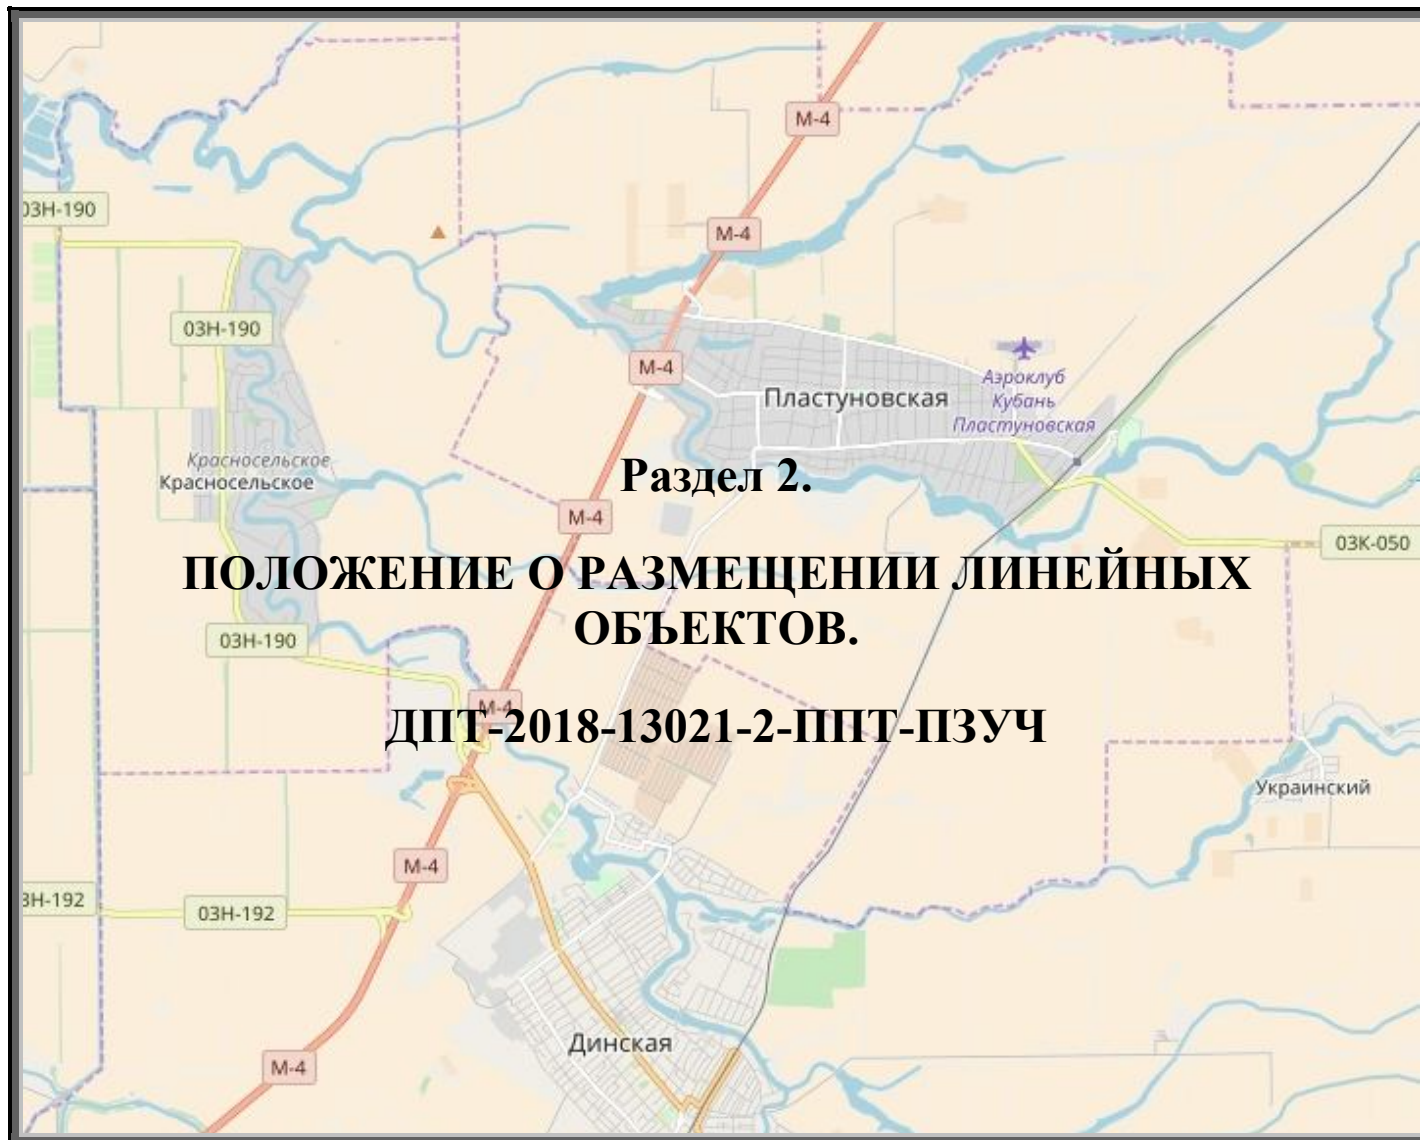 М-4
03Н-190
М-4
03Н-190
М-4
Аэроклуб
Кубань
Пластуновская
Пластуновская
Красносельское
Красносельское
Раздел 2.
М-4
03К-050
ПОЛОЖЕНИЕ О РАЗМЕЩЕНИИ ЛИНЕЙНЫХ
ОБЪЕКТОВ.
03Н-190
М-4
ДПТ-2018-13021-2-ППТ-ПЗУЧ
Украинский
М-4
3Н-192
03Н-192
Динская
М-4